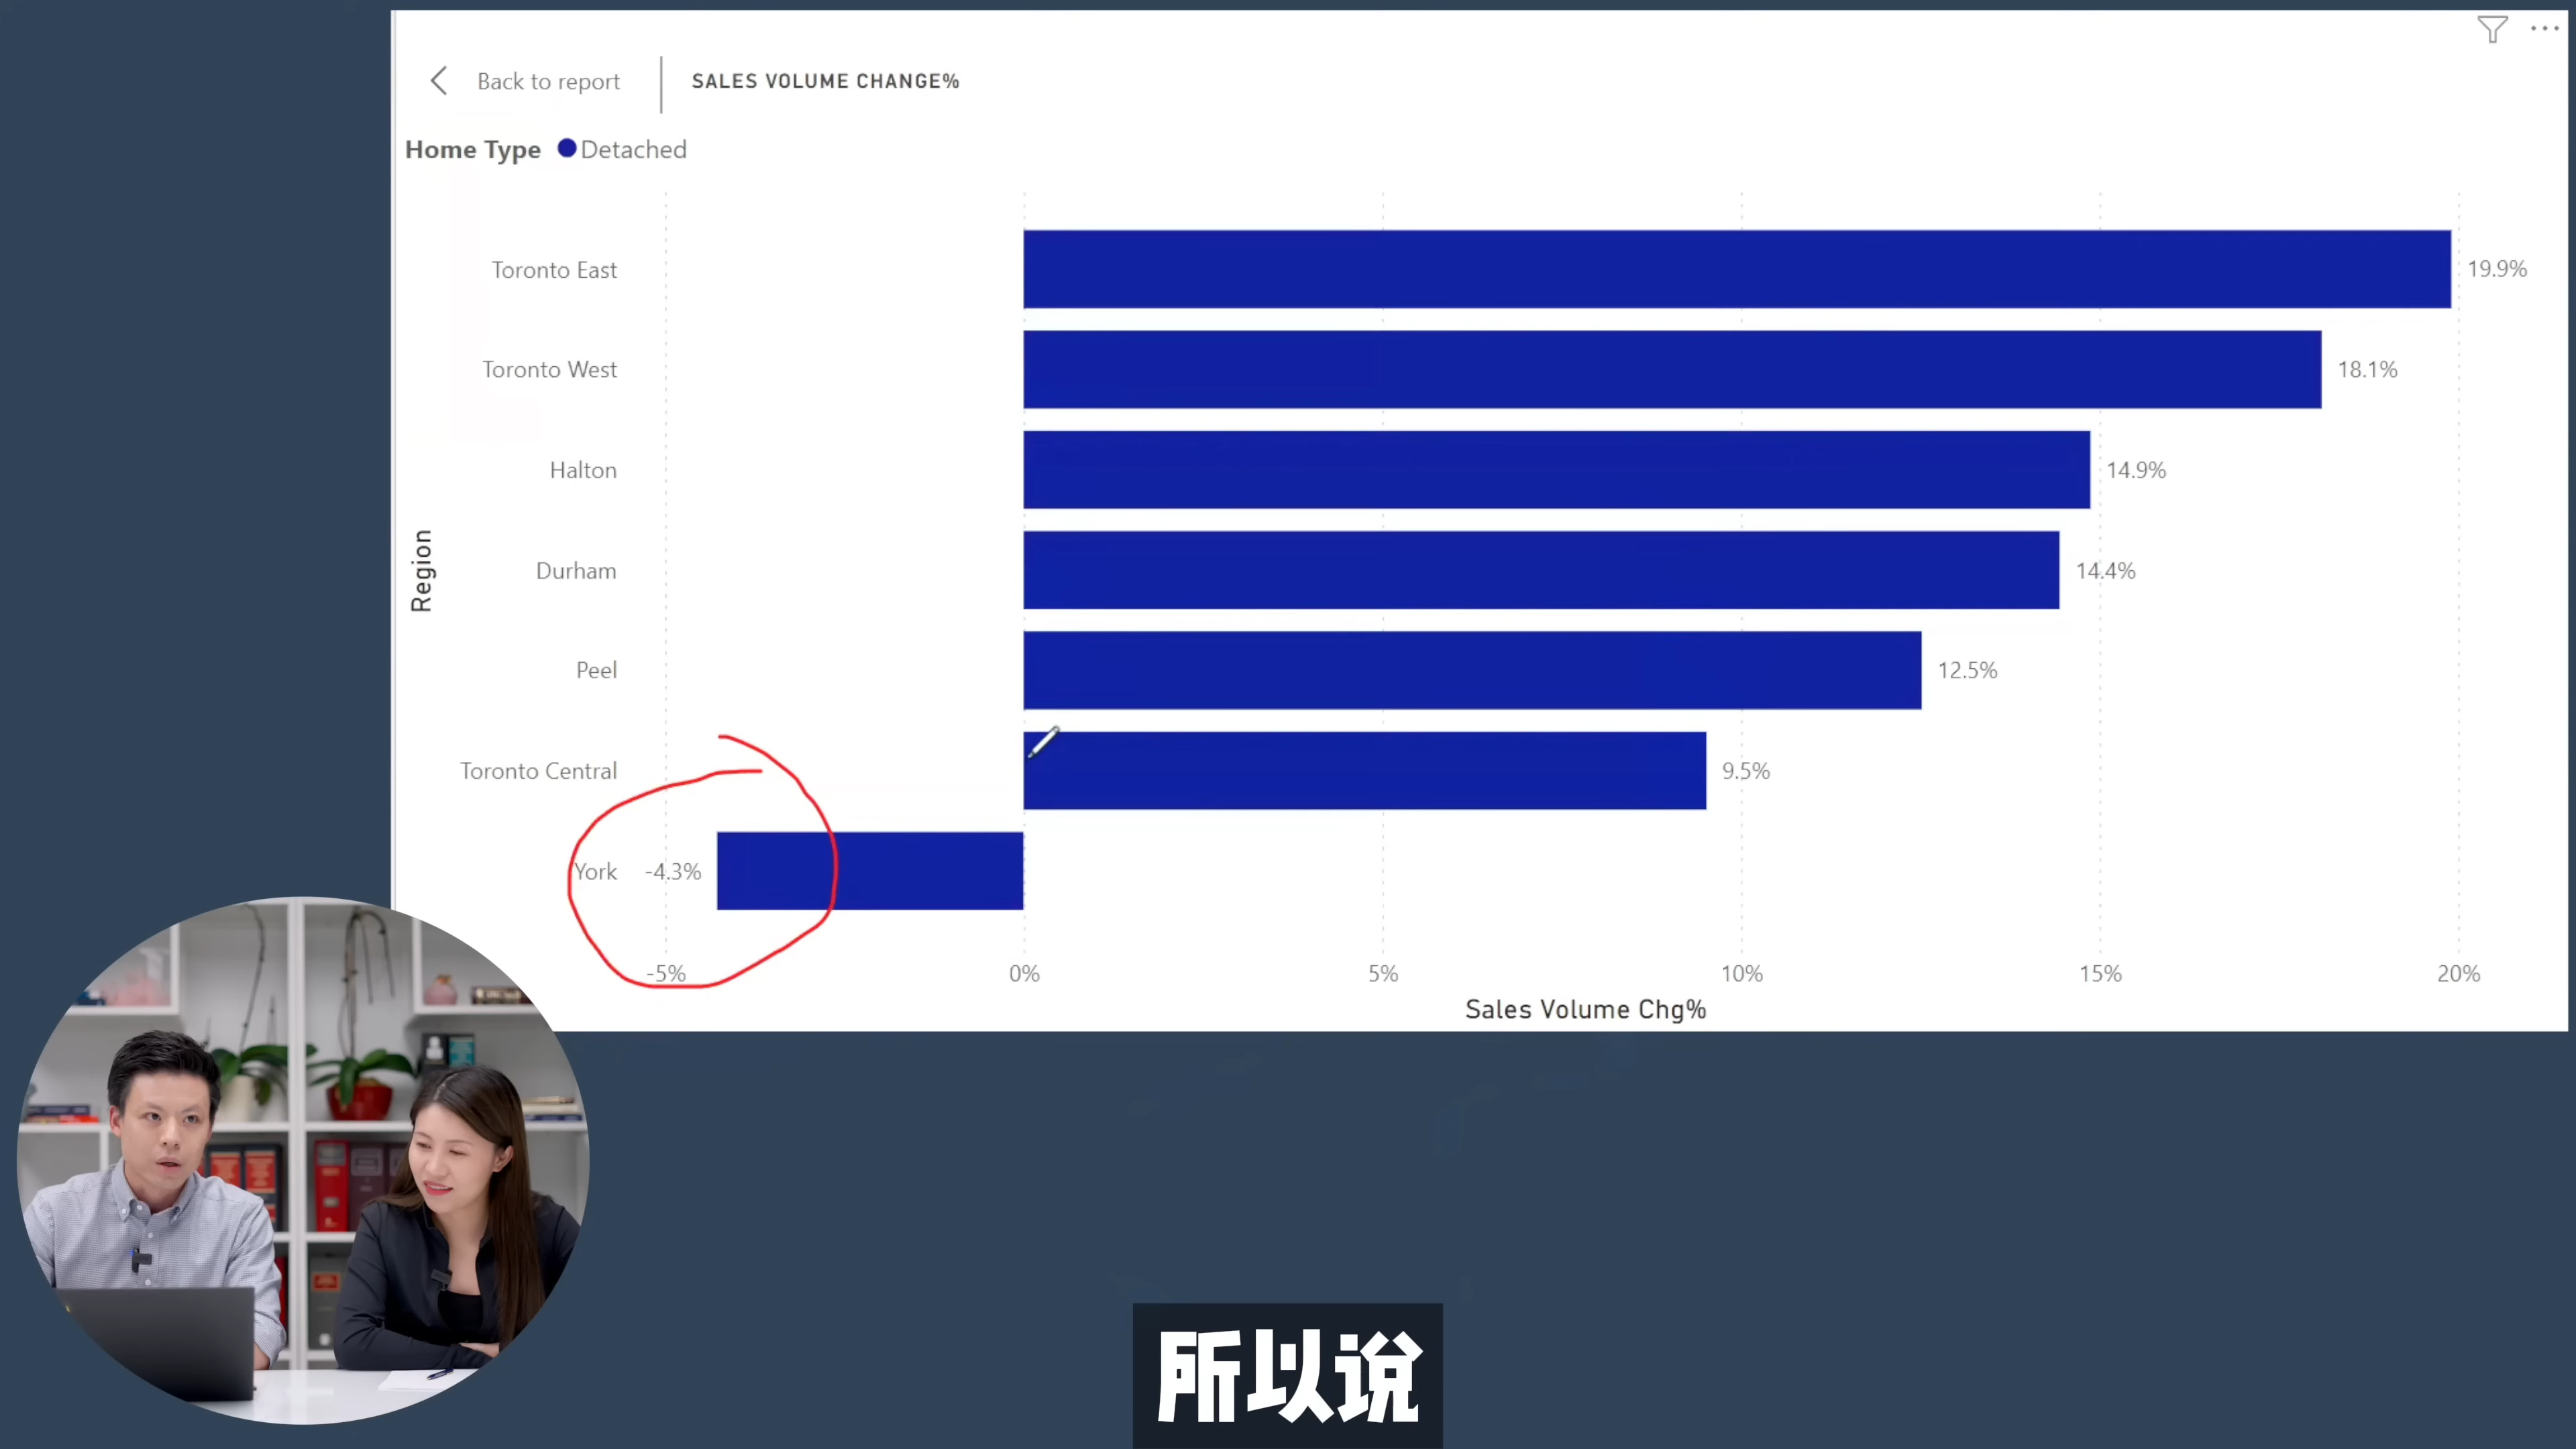 Back to report
SALES VOLUME CHANGE%
Home Type Detached
Toronto East 19.9%
Toronto West 18.1%
Halton 14.9%
Durham 14.4%
Peel 12.5%
Toronto Central 9.5%
York -4.3%
Region
-5% 0% 5% 10% 15% 20%
Sales Volume Chg%
所以说